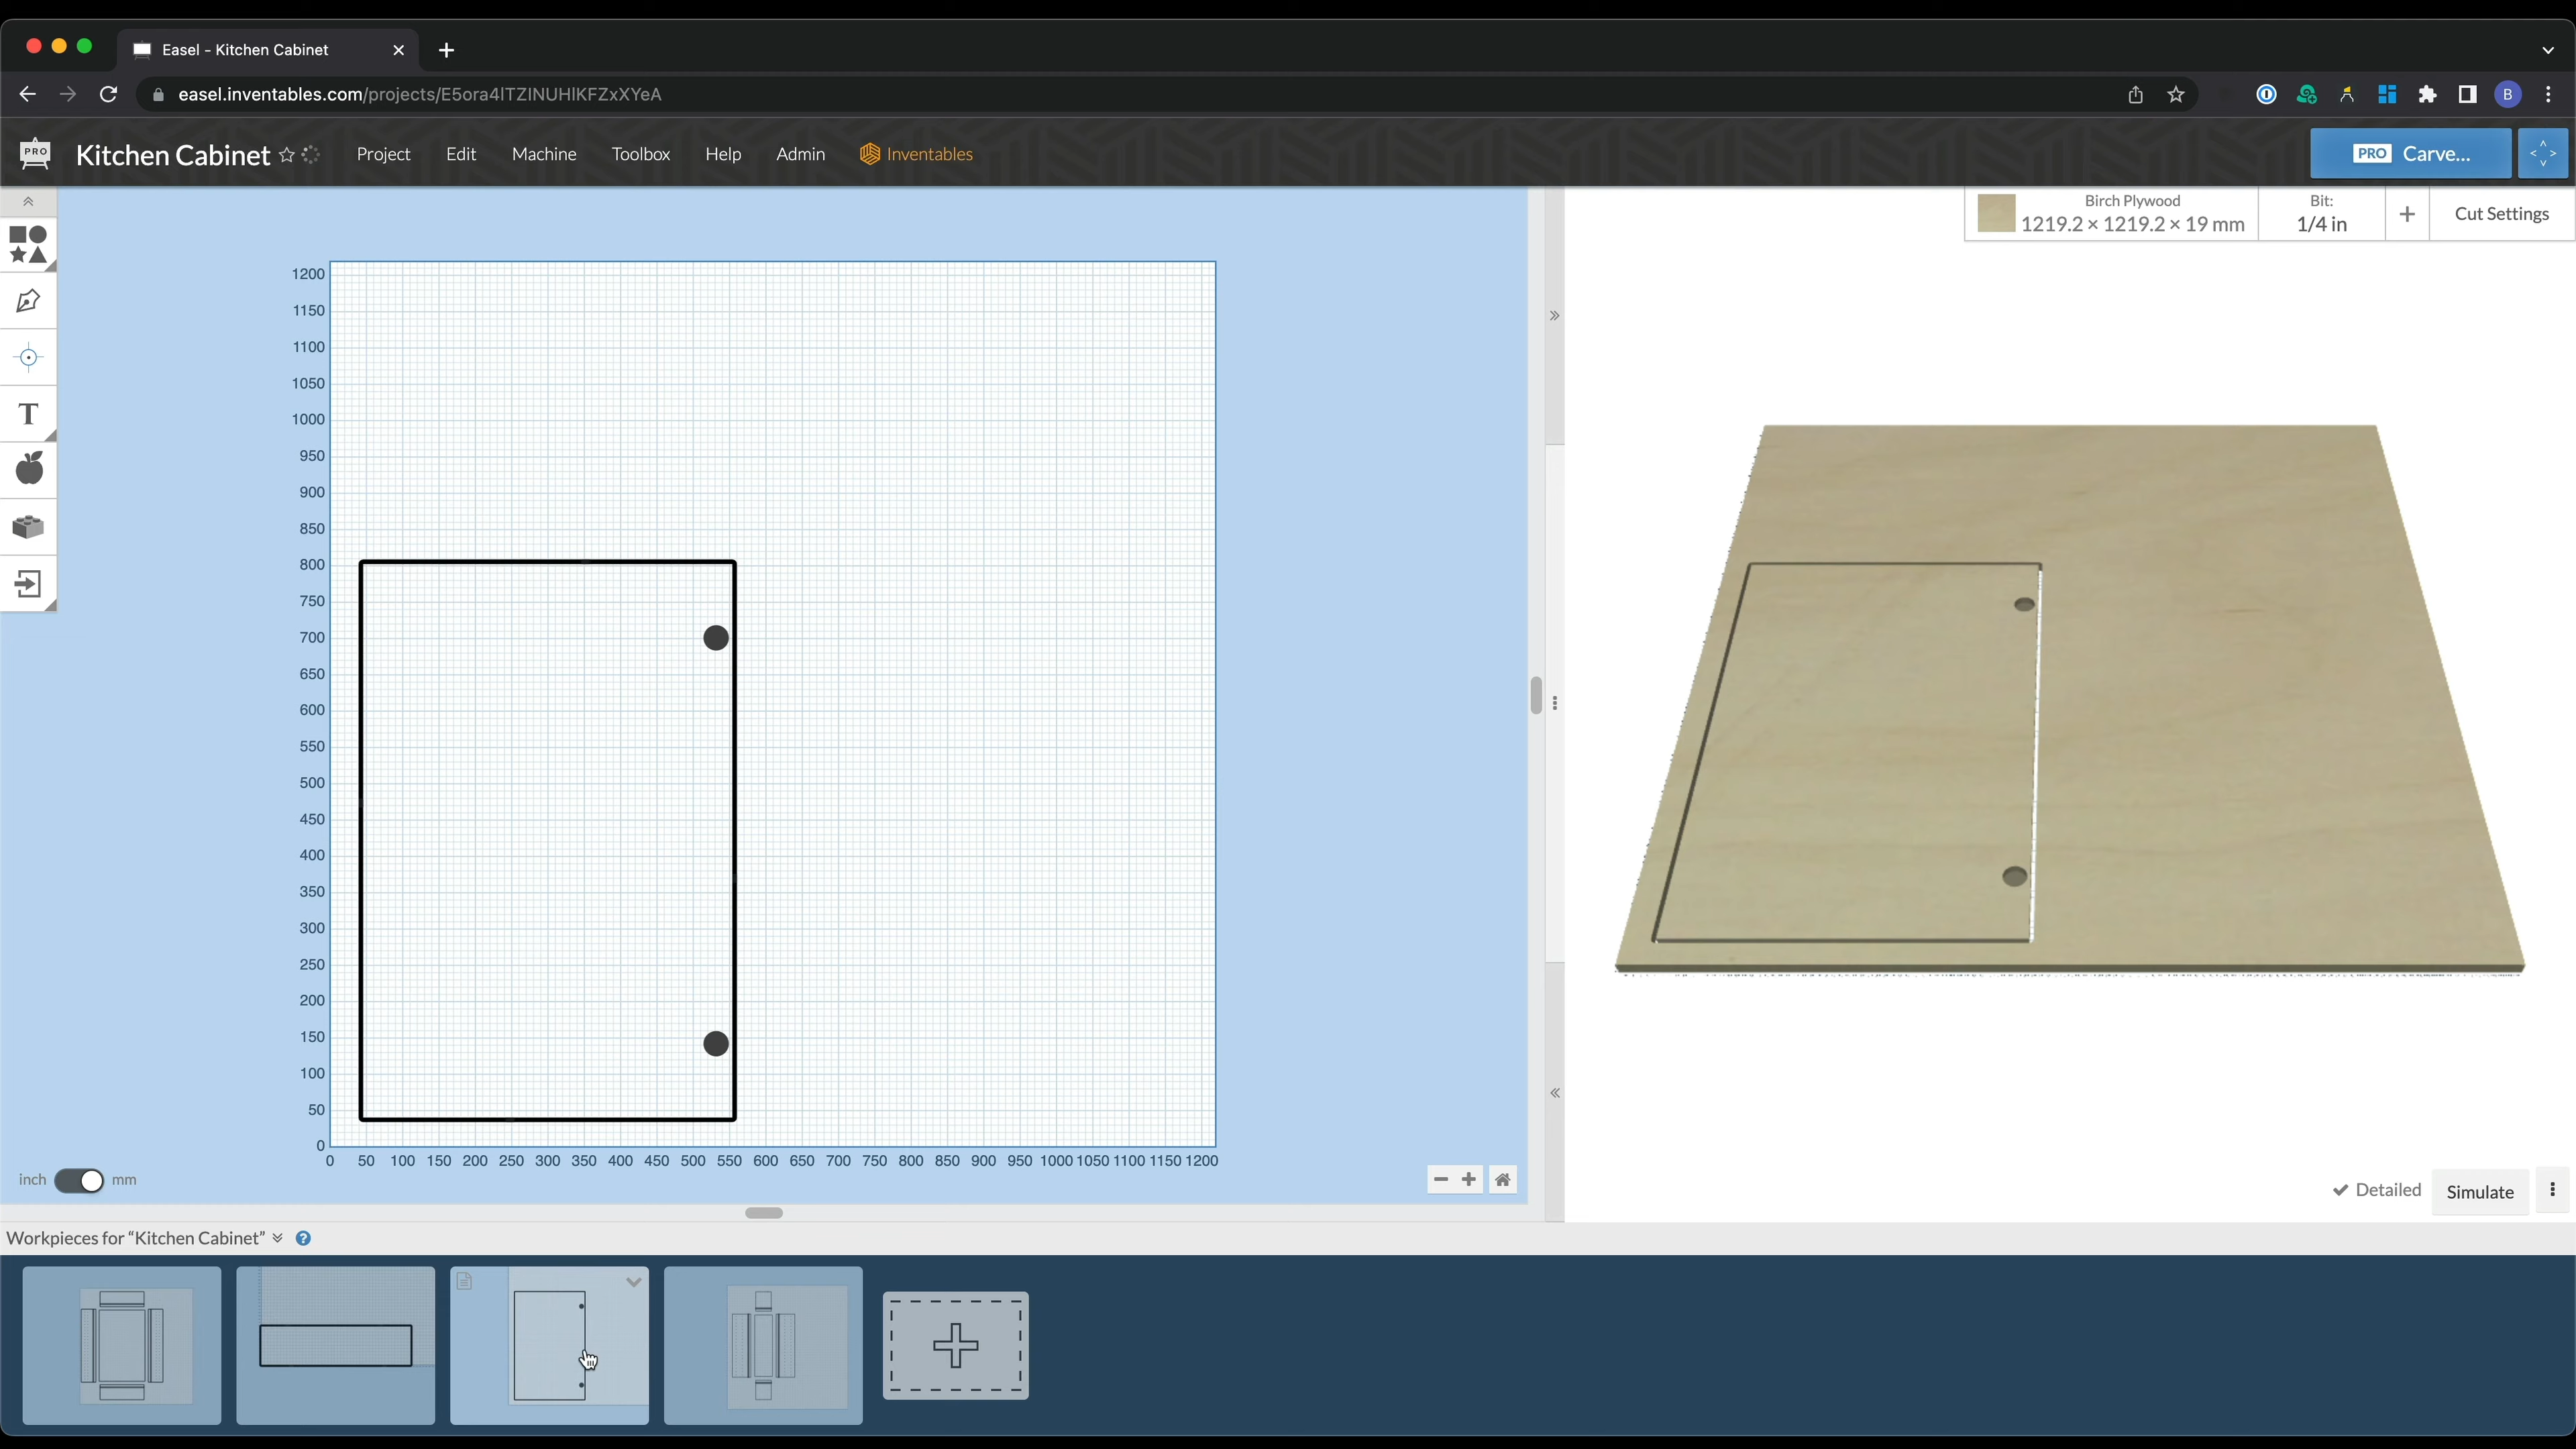 Easel - Kitchen Cabinet
easel.inventables.com/projects/E5ora4lTZINUHlKFZxXYeA
B
PRO
Kitchen Cabinet
Project Edit Machine Toolbox Help Admin Inventables
PRO Carve...
Birch Plywood
1219.2 × 1219.2 × 19 mm
Bit:
1/4 in
+
Cut Settings
T
1200
1150
1100
1050
1000
950
900
850
800
750
700
650
600
550
500
450
400
350
300
250
200
150
100
50
0
0 50 100 150 200 250 300 350 400 450 500 550 600 650 700 750 800 850 900 950 1000 1050 1100 1150 1200
inch mm
Detailed
Simulate
Workpieces for “Kitchen Cabinet” ?